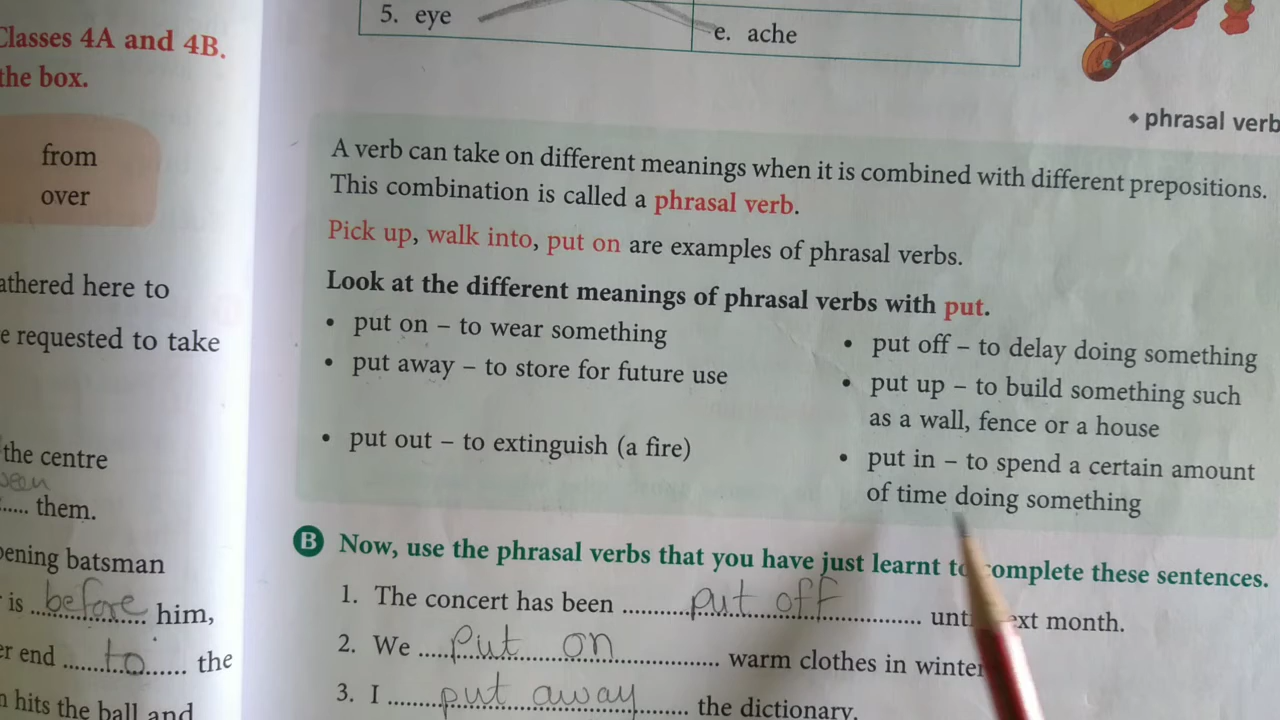 Classes 4A and 4B.
the box.
from
over
athered here to
e requested to take
the centre
..... them.
pening batsman
is before him,
er end to the
n hits the ball and
5. eye
e. ache
phrasal verb
A verb can take on different meanings when it is combined with different prepositions.
This combination is called a phrasal verb.
Pick up, walk into, put on are examples of phrasal verbs.
Look at the different meanings of phrasal verbs with put.
• put on – to wear something
• put away – to store for future use
• put out – to extinguish (a fire)
• put off – to delay doing something
• put up – to build something such
as a wall, fence or a house
• put in – to spend a certain amount
of time doing something
B Now, use the phrasal verbs that you have just learnt to complete these sentences.
1. The concert has been put off until next month.
2. We put on warm clothes in winter
3. I put away the dictionary.